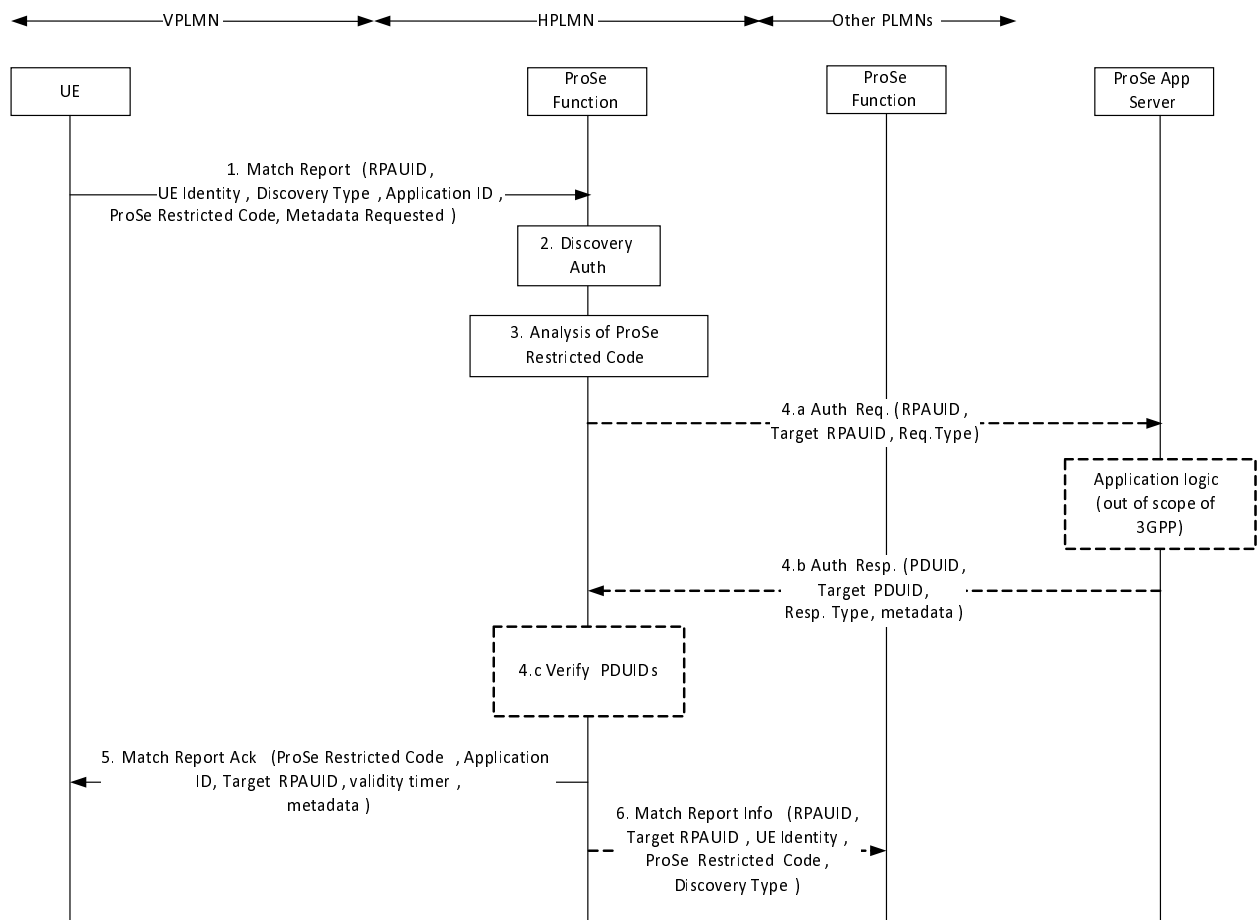 VPLMN
HPLMN
Other PLMNs
UE
ProSe
Function
ProSe
Function
ProSe App
Server
1. Match Report (RPAUID,
UE Identity, Discovery Type, Application ID,
ProSe Restricted Code, Metadata Requested)
2. Discovery
Auth
3. Analysis of ProSe
Restricted Code
4.a Auth Req. (RPAUID,
Target RPAUID, Req.Type)
Application logic
(out of scope of
3GPP)
4.b Auth Resp. (PDUID,
Target PDUID,
Resp. Type, metadata)
4.c Verify PDUIDs
5. Match Report Ack (ProSe Restricted Code, Application
ID, Target RPAUID, validity timer,
metadata)
6. Match Report Info (RPAUID,
Target RPAUID, UE Identity,
ProSe Restricted Code,
Discovery Type)